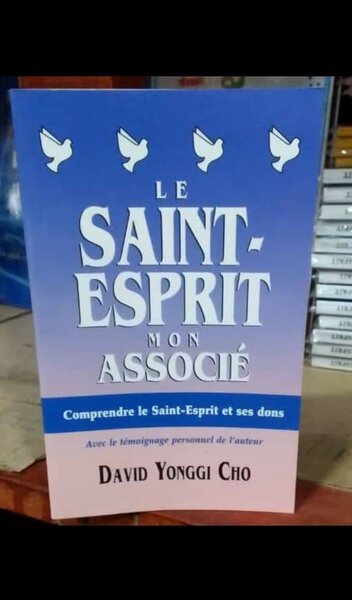 LE
SAINT-
ESPRIT
MON
ASSOCIÉ
Comprendre le Saint-Esprit et ses dons
Avec le témoignage personnel de l'auteur
DAVID YONGGI CHO